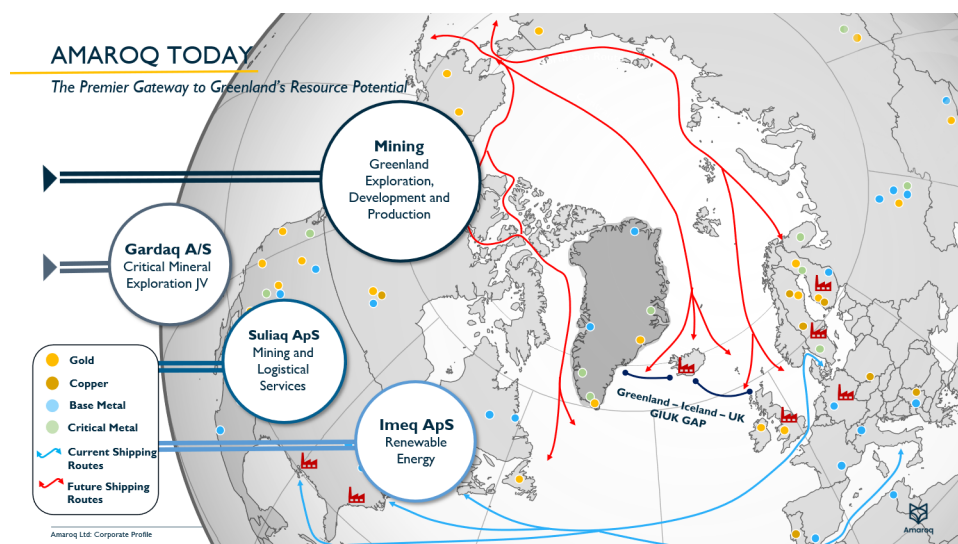 AMAROQ TODAY
The Premier Gateway to Greenland's Resource Potential
Mining
Greenland
Exploration,
Development and
Production
Gardaq A/S
Critical Mineral
Exploration JV
Suliaq ApS
Mining and
Logistical
Services
Imeq ApS
Renewable
Energy
Gold
Copper
Base Metal
Critical Metal
Current Shipping
Routes
Future Shipping
Routes
Greenland – Iceland – UK
GIUK GAP
Amaroq Ltd: Corporate Profile
Amaroq